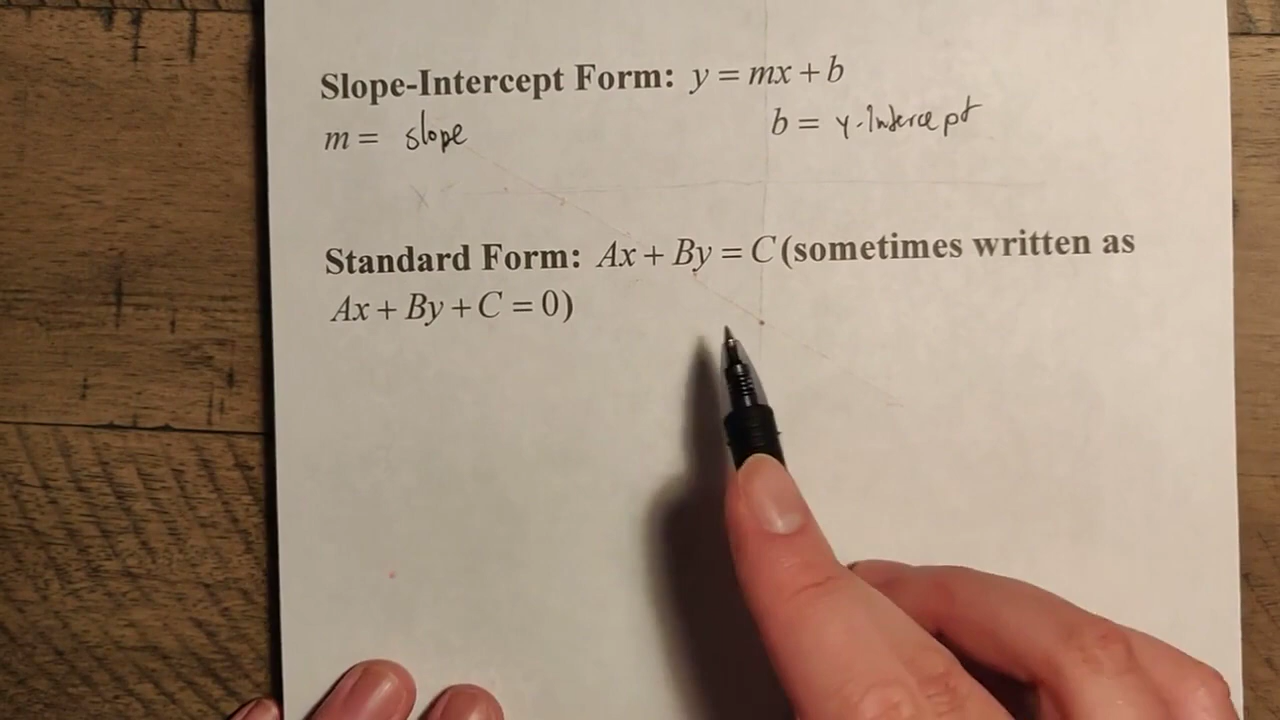 Slope-Intercept Form: y = mx + b
m = slope b = y-Intercept
Standard Form: Ax + By = C (sometimes written as
Ax + By + C = 0)